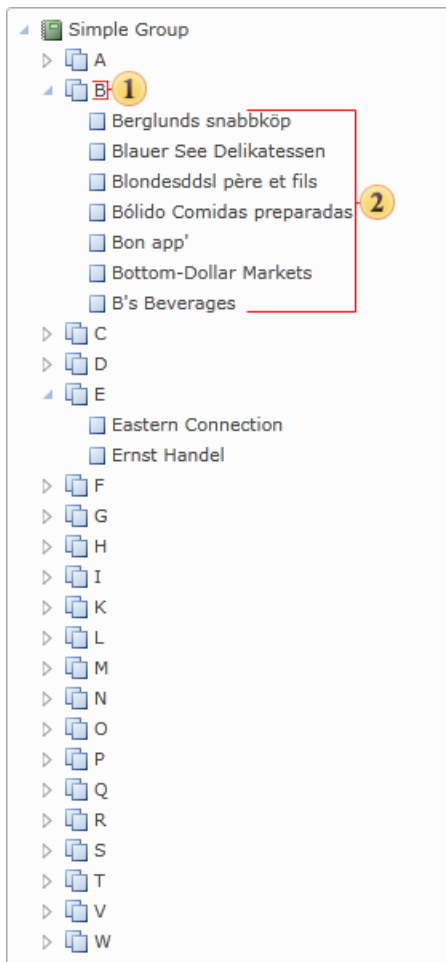 Simple Group
A
B 1
Berglunds snabbköp
Blauer See Delikatessen
Blondesddsl père et fils
Bólido Comidas preparadas
2
Bon app'
Bottom-Dollar Markets
B's Beverages
C
D
E
Eastern Connection
Ernst Handel
F
G
H
I
K
L
M
N
O
P
Q
R
S
T
V
W